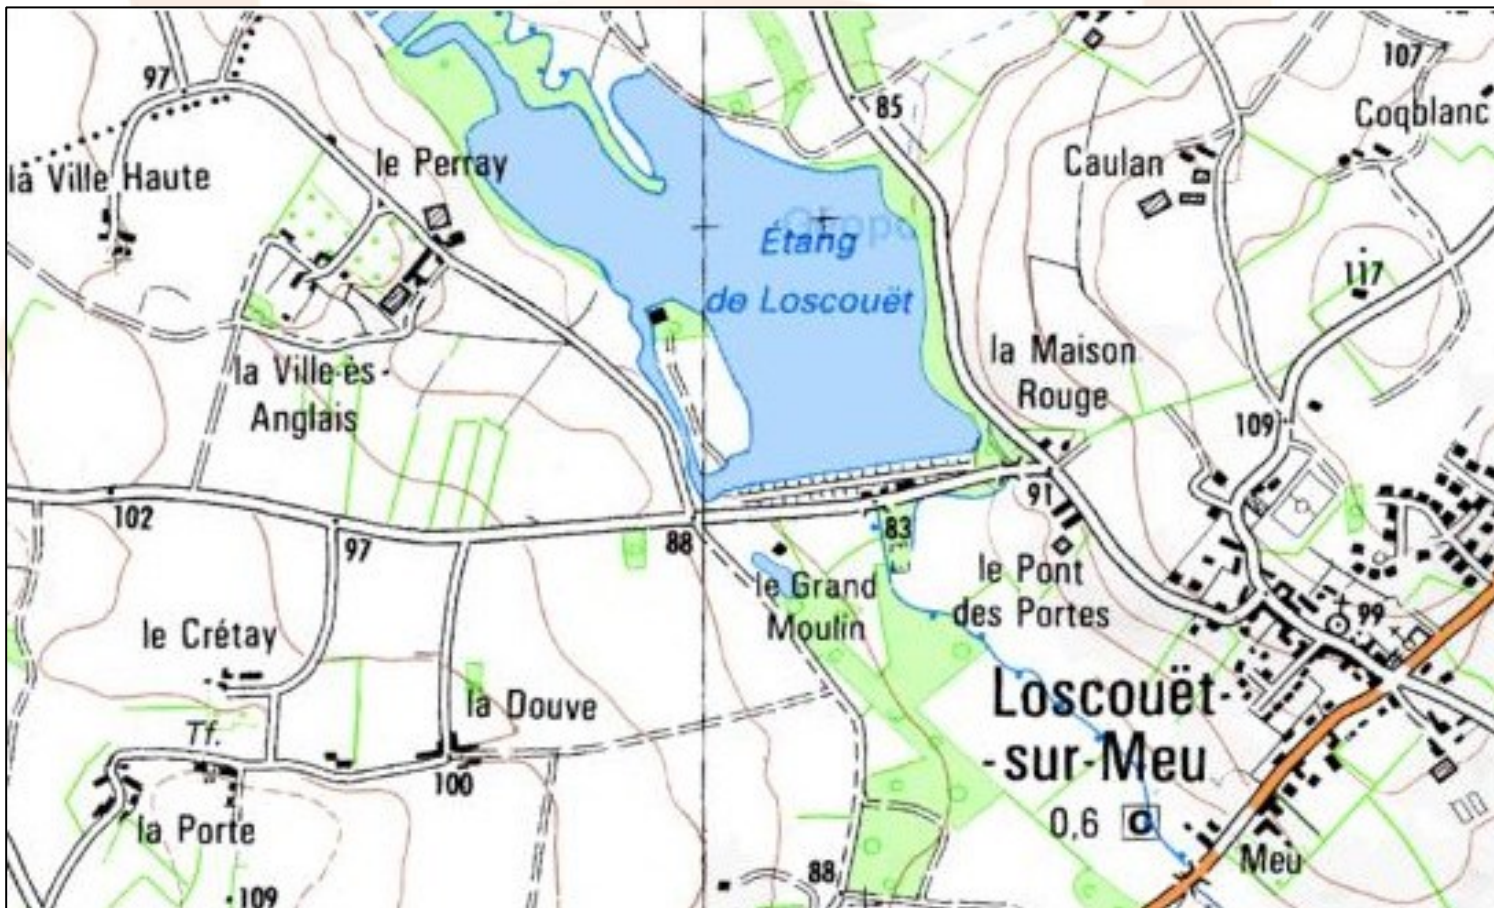 97
107
85
Coqblanc
le Perray
Caulan
la Ville Haute
Étang
de Loscouët
117
la Maison
Rouge
la Ville-ès-
Anglais
109
102
97
88
83
91
le Grand
Moulin
le Pont
des Portes
99
le Crétay
Loscouët-
-sur-Meu
la Douve
Tf.
100
0,6 C
la Porte
Meu
88
109